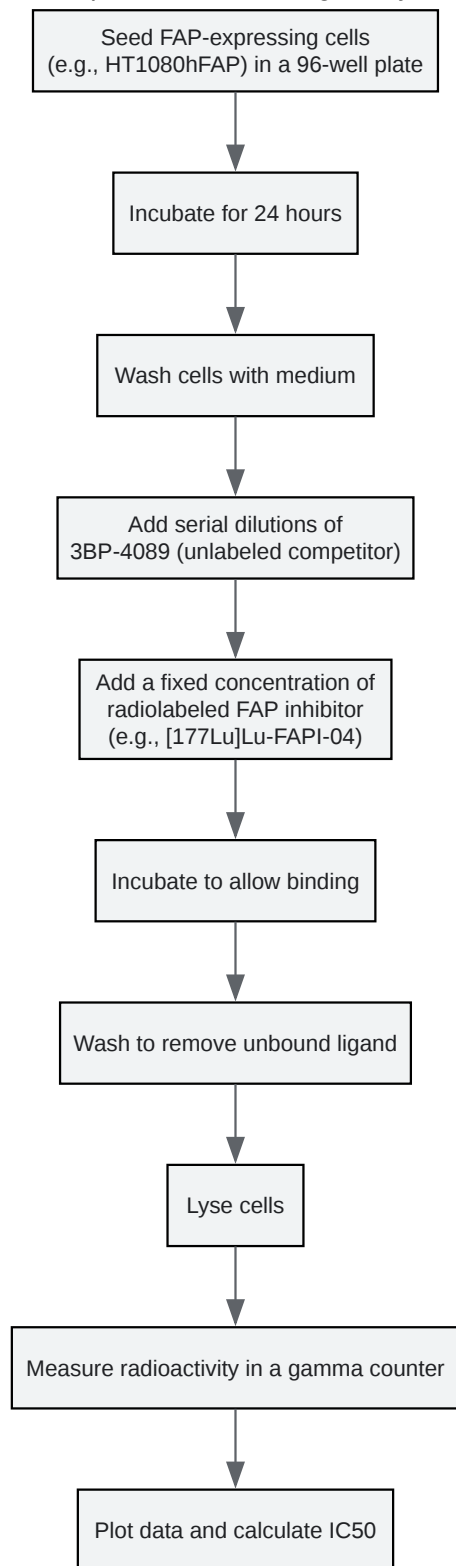 Seed FAP-expressing cells
(e.g., HT1080hFAP) in a 96-well plate
Incubate for 24 hours
Wash cells with medium
Add serial dilutions of
3BP-4089 (unlabeled competitor)
Add a fixed concentration of
radiolabeled FAP inhibitor
(e.g., [177Lu]Lu-FAPI-04)
Incubate to allow binding
Wash to remove unbound ligand
Lyse cells
Measure radioactivity in a gamma counter
Plot data and calculate IC50